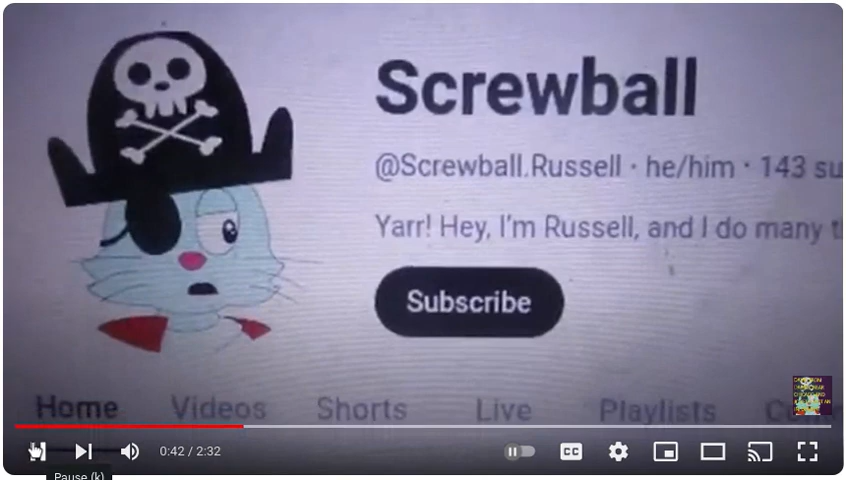 Screwball
@Screwball.Russell · he/him · 143 su
Yarr! Hey, I'm Russell, and I do many t
Subscribe
Home Videos Shorts Live Playlists
0:42 / 2:32
CC
Pause (k)